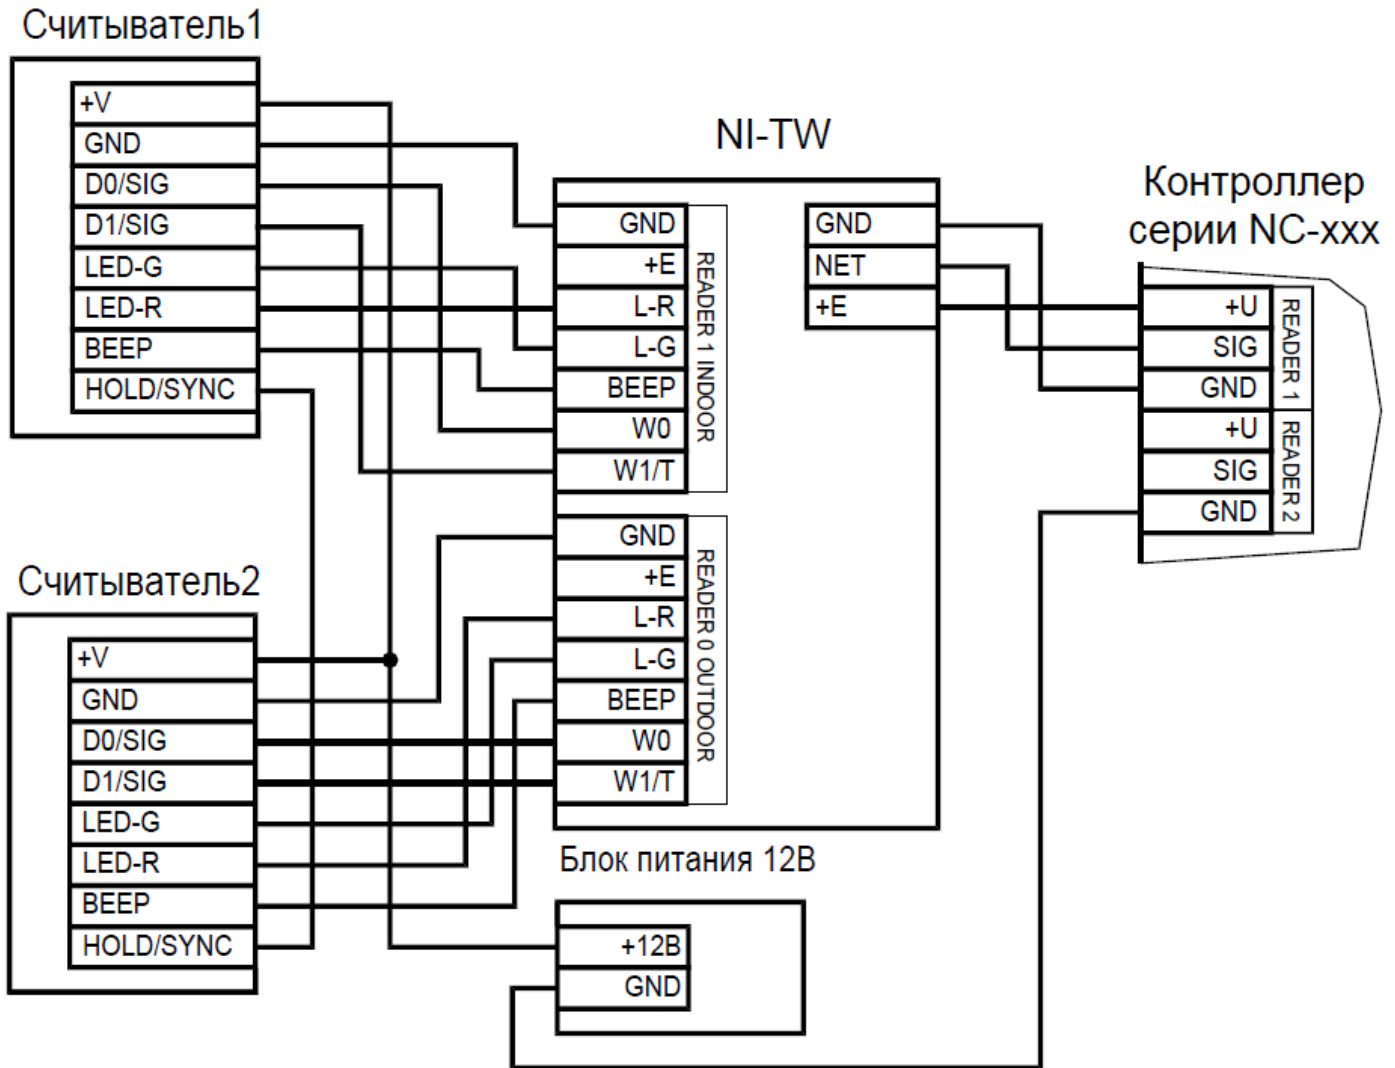 Считыватель1
+V
GND
D0/SIG
D1/SIG
LED-G
LED-R
BEEP
HOLD/SYNC
Считыватель2
+V
GND
D0/SIG
D1/SIG
LED-G
LED-R
BEEP
HOLD/SYNC
NI-TW
GND
+E
L-R
L-G
BEEP
W0
W1/T
READER 1 INDOOR
GND
+E
L-R
L-G
BEEP
W0
W1/T
READER 0 OUTDOOR
GND
NET
+E
Блок питания 12В
+12В
GND
Контроллер
серии NC-xxx
+U
SIG
GND
READER 1
+U
SIG
GND
READER 2